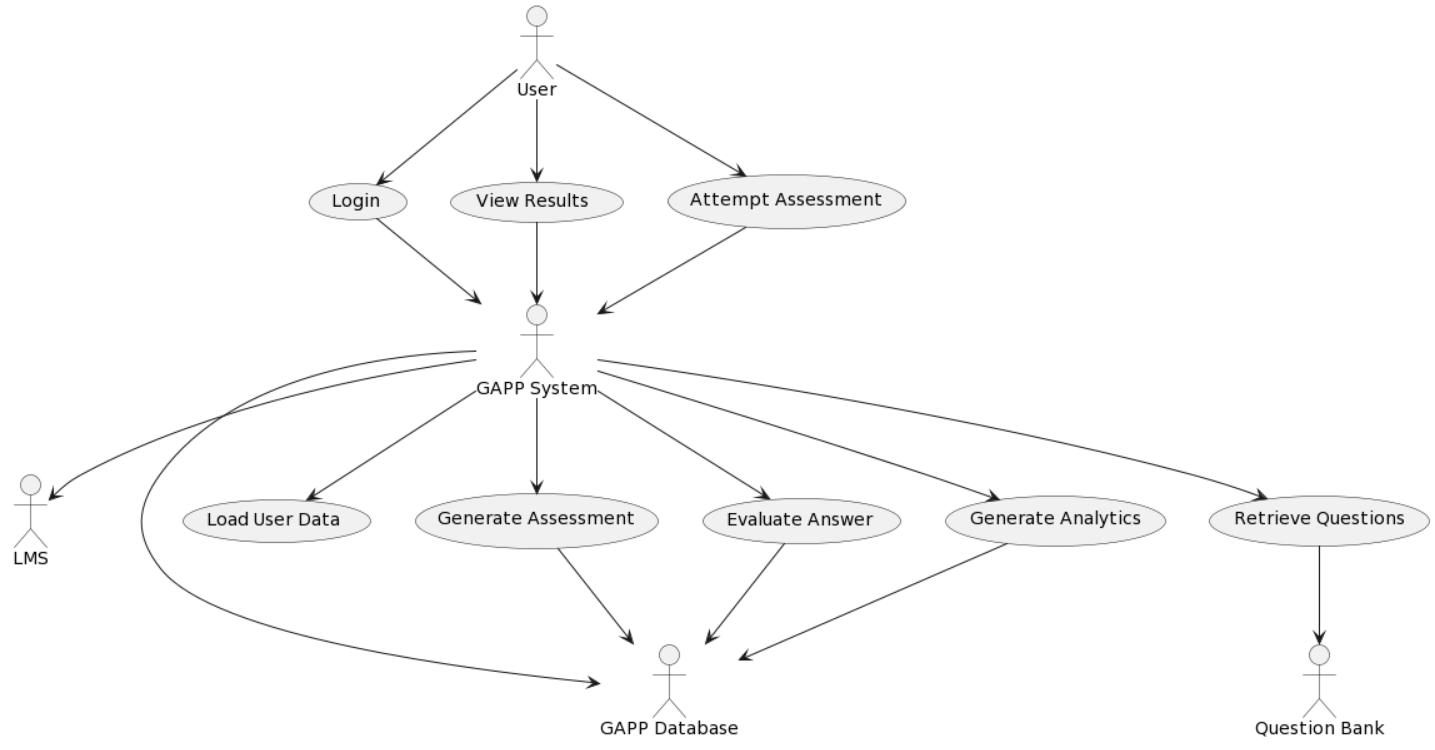 User
Login
View Results
Attempt Assessment
GAPP System
LMS
Load User Data
Generate Assessment
Evaluate Answer
Generate Analytics
Retrieve Questions
GAPP Database
Question Bank